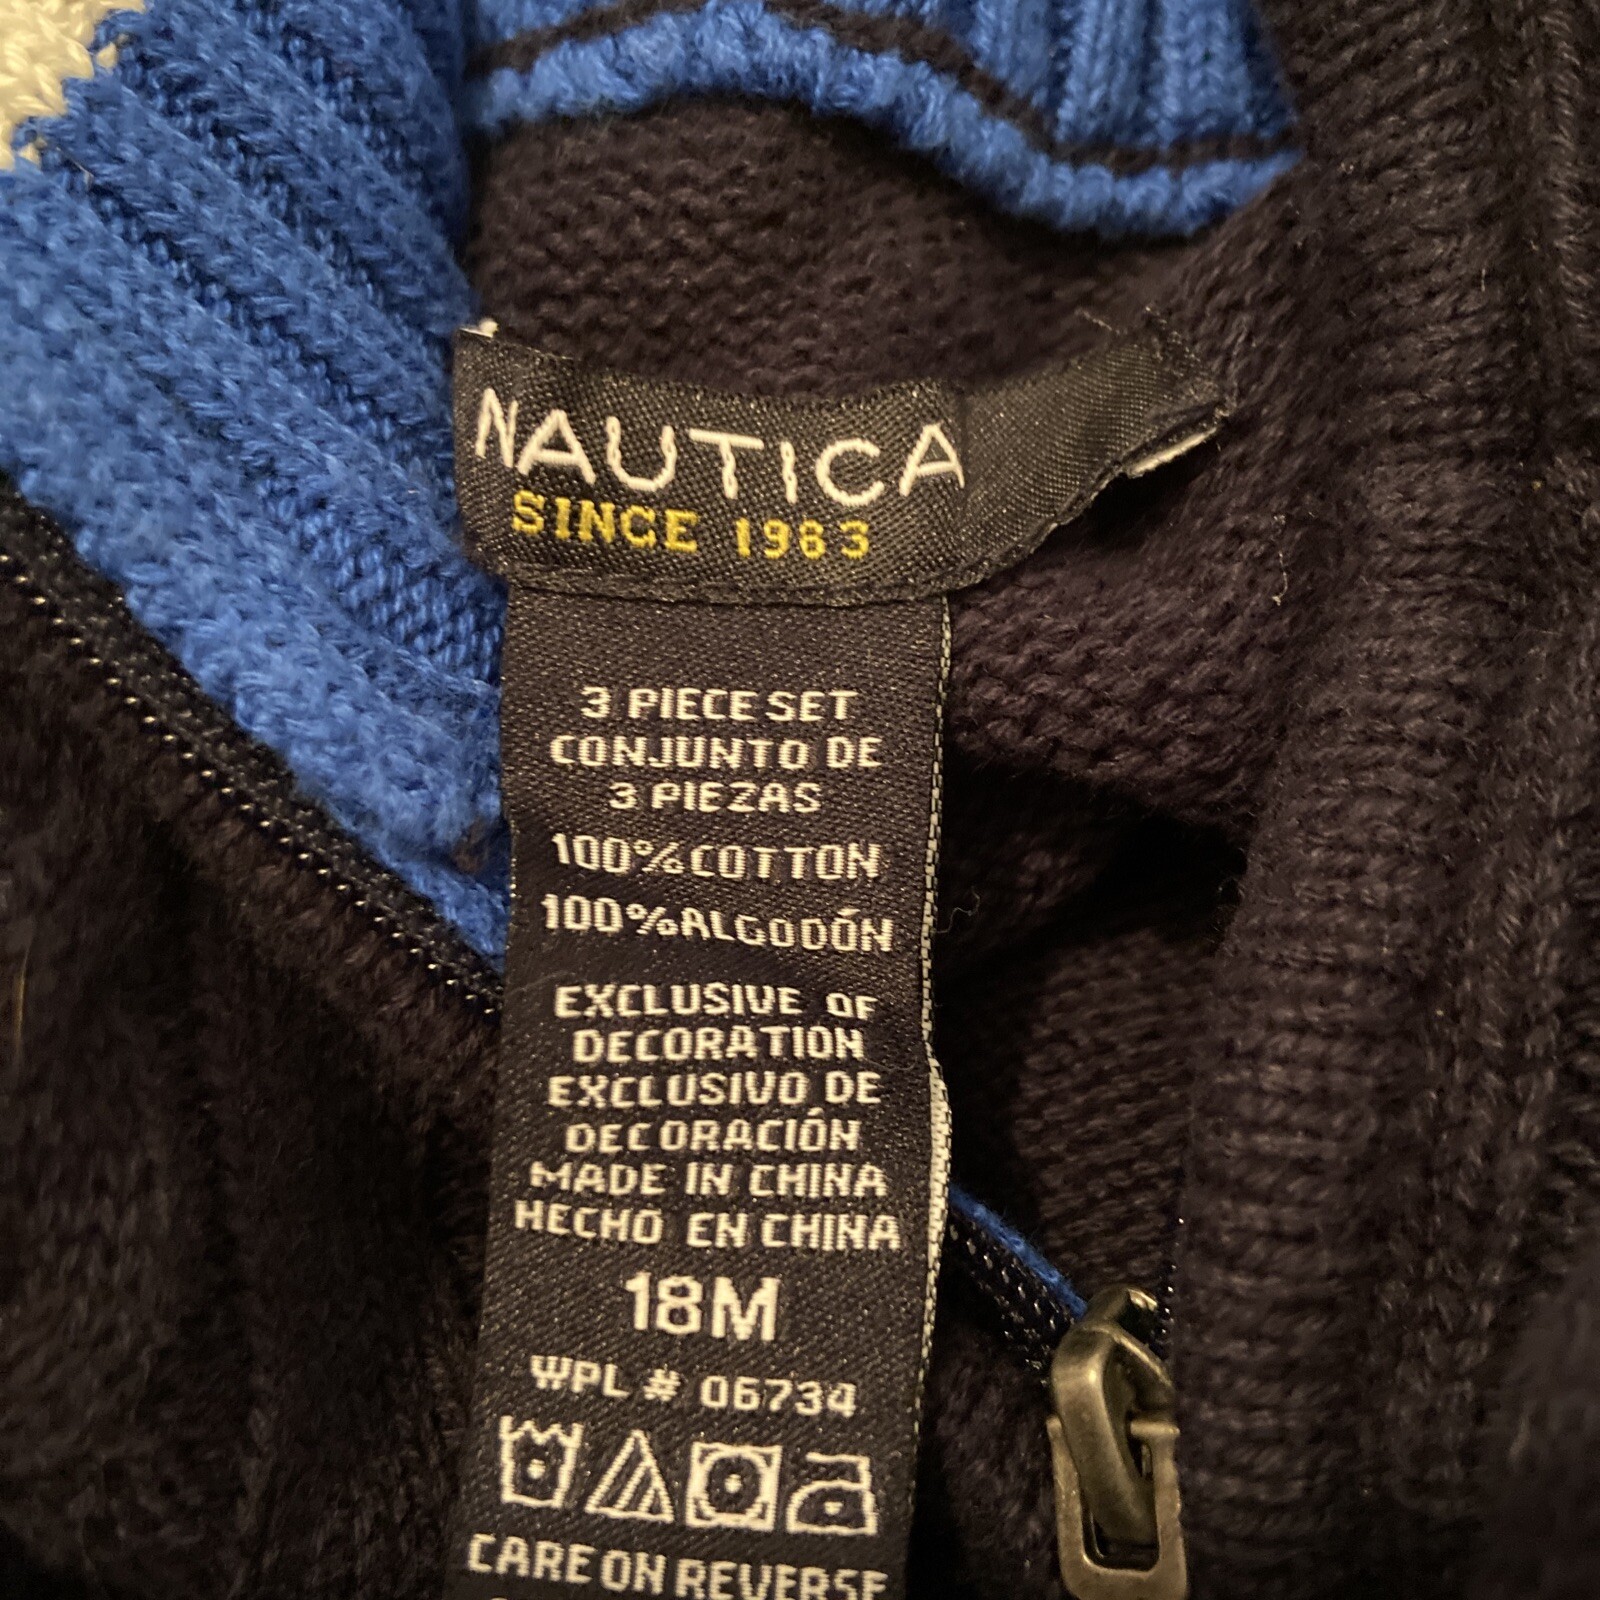 NAUTICA
SINCE 1983
3 PIECE SET
CONJUNTO DE
3 PIEZAS
100% COTTON
100% ALGODÓN
EXCLUSIVE OF
DECORATION
EXCLUSIVO DE
DECORACIÓN
MADE IN CHINA
HECHO EN CHINA
18M
WPL # 06734
CARE ON REVERSE